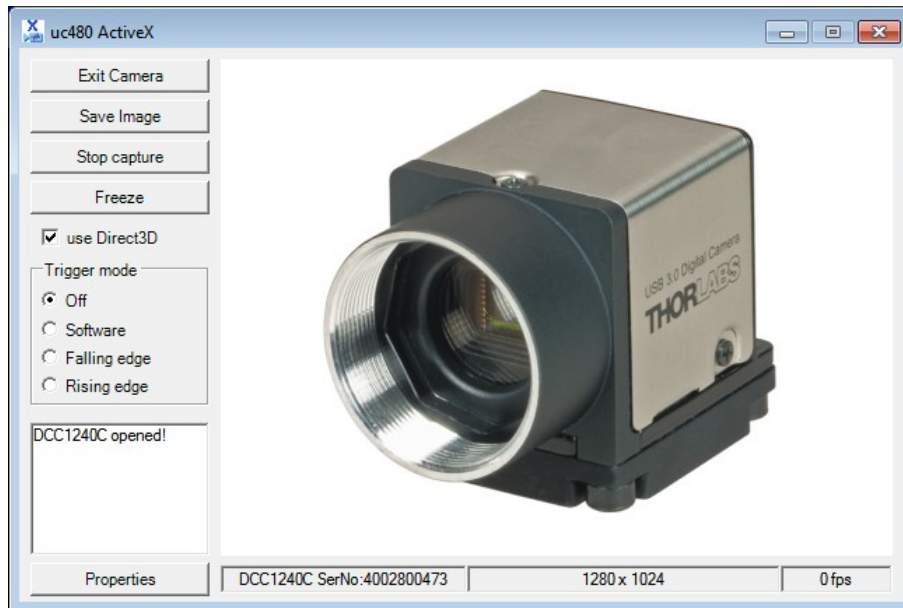 uc480 ActiveX
Exit Camera
Save Image
Stop capture
Freeze
use Direct3D
Trigger mode
Off
Software
Falling edge
Rising edge
DCC1240C opened!
Properties
USB 3.0 Digital Camera
THORLABS
DCC1240C SerNo:4002800473
1280 x 1024
0 fps